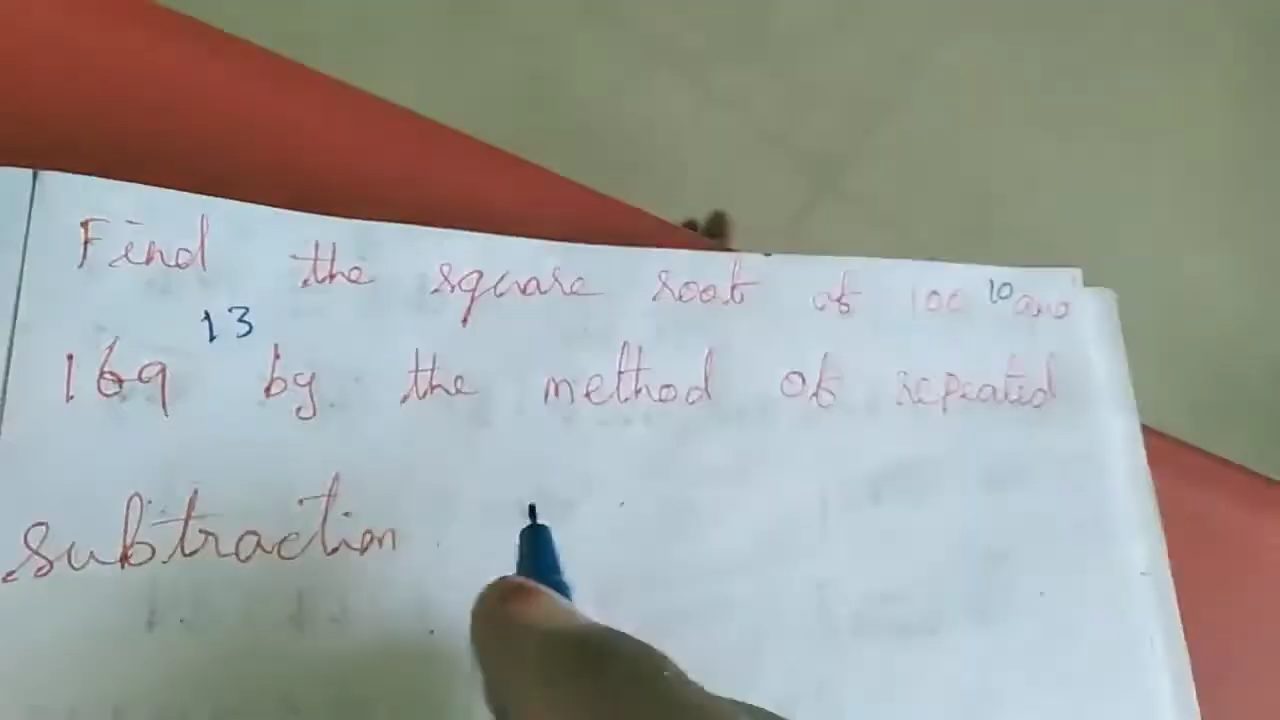 Find the square root of 100 10 and
169 13 by the method of repeated
subtraction